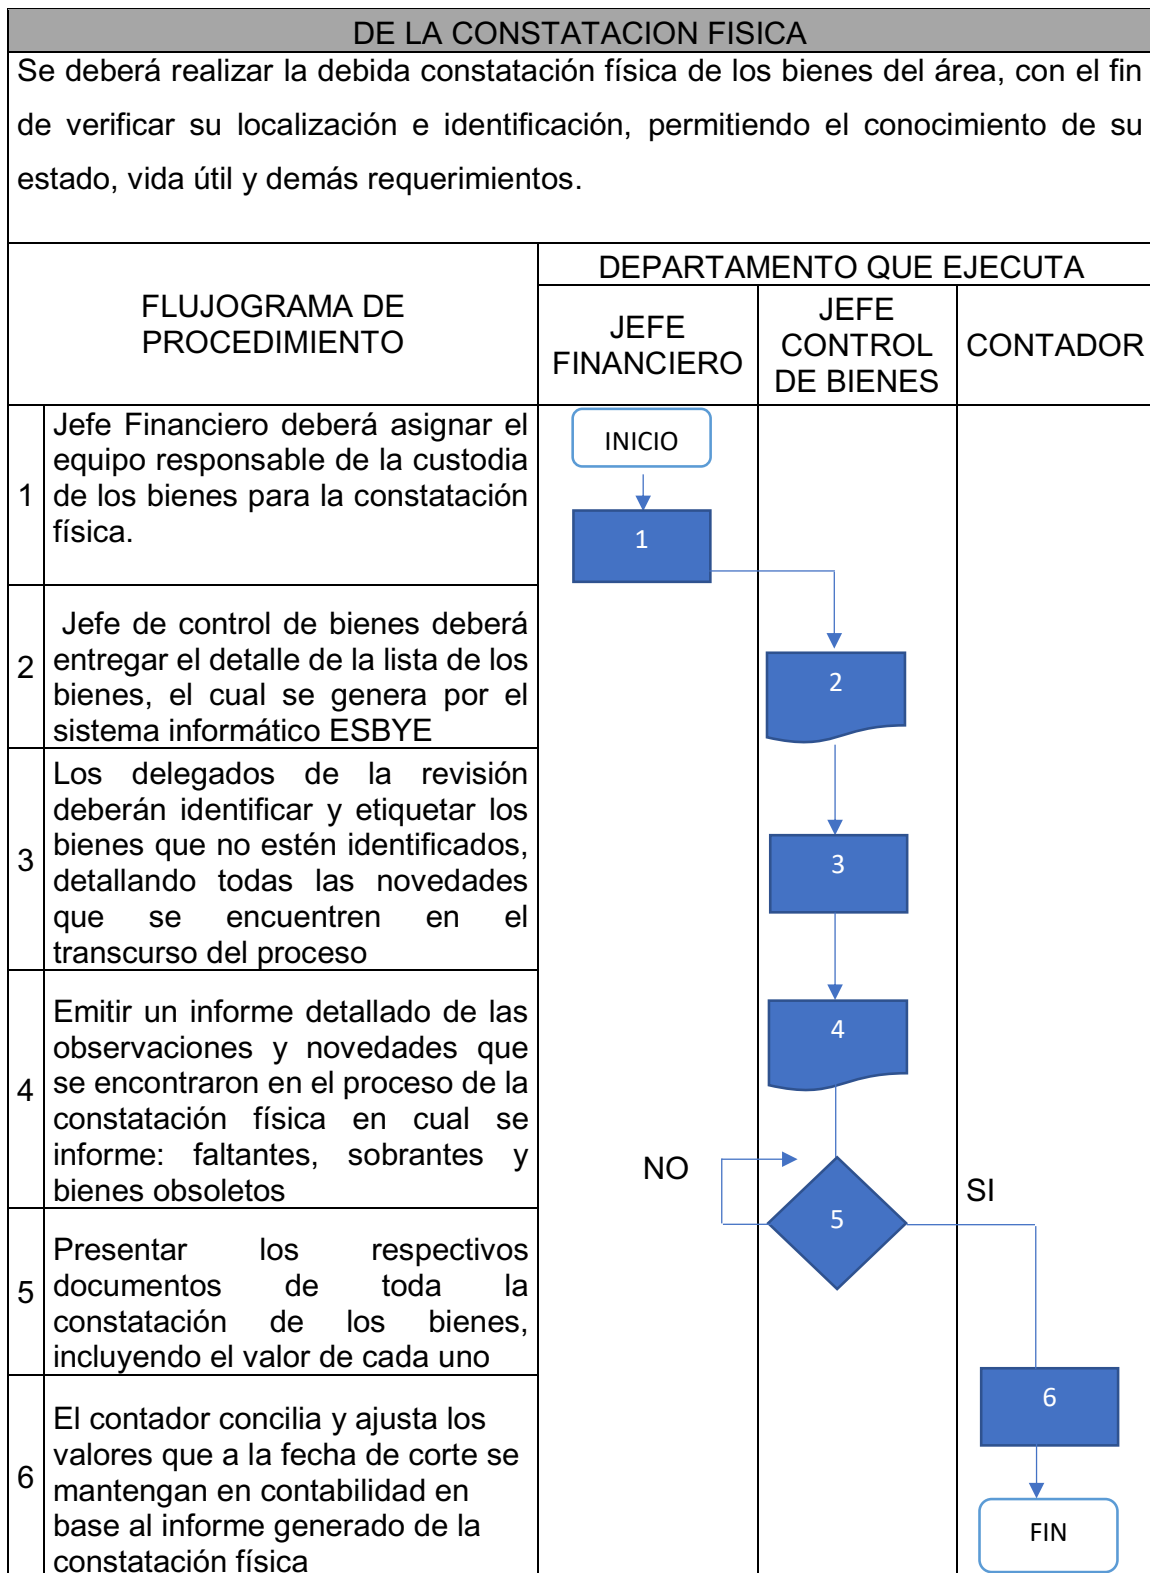 DE LA CONSTATACION FISICA
Se deberá realizar la debida constatación física de los bienes del área, con el fin
de verificar su localización e identificación, permitiendo el conocimiento de su
estado, vida útil y demás requerimientos.
FLUJOGRAMA DE
PROCEDIMIENTO
DEPARTAMENTO QUE EJECUTA
JEFE
FINANCIERO
JEFE
CONTROL
DE BIENES
CONTADOR
1
Jefe Financiero deberá asignar el
equipo responsable de la custodia
de los bienes para la constatación
física.
INICIO
1
2
Jefe de control de bienes deberá
entregar el detalle de la lista de los
bienes, el cual se genera por el
sistema informático ESBYE
2
3
Los delegados de la revisión
deberán identificar y etiquetar los
bienes que no estén identificados,
detallando todas las novedades
que se encuentren en el
transcurso del proceso
3
4
Emitir un informe detallado de las
observaciones y novedades que
se encontraron en el proceso de la
constatación física en cual se
informe: faltantes, sobrantes y
bienes obsoletos
4
NO
SI
5
Presentar los respectivos
documentos de toda la
constatación de los bienes,
incluyendo el valor de cada uno
5
6
El contador concilia y ajusta los
valores que a la fecha de corte se
mantengan en contabilidad en
base al informe generado de la
constatación física
6
FIN